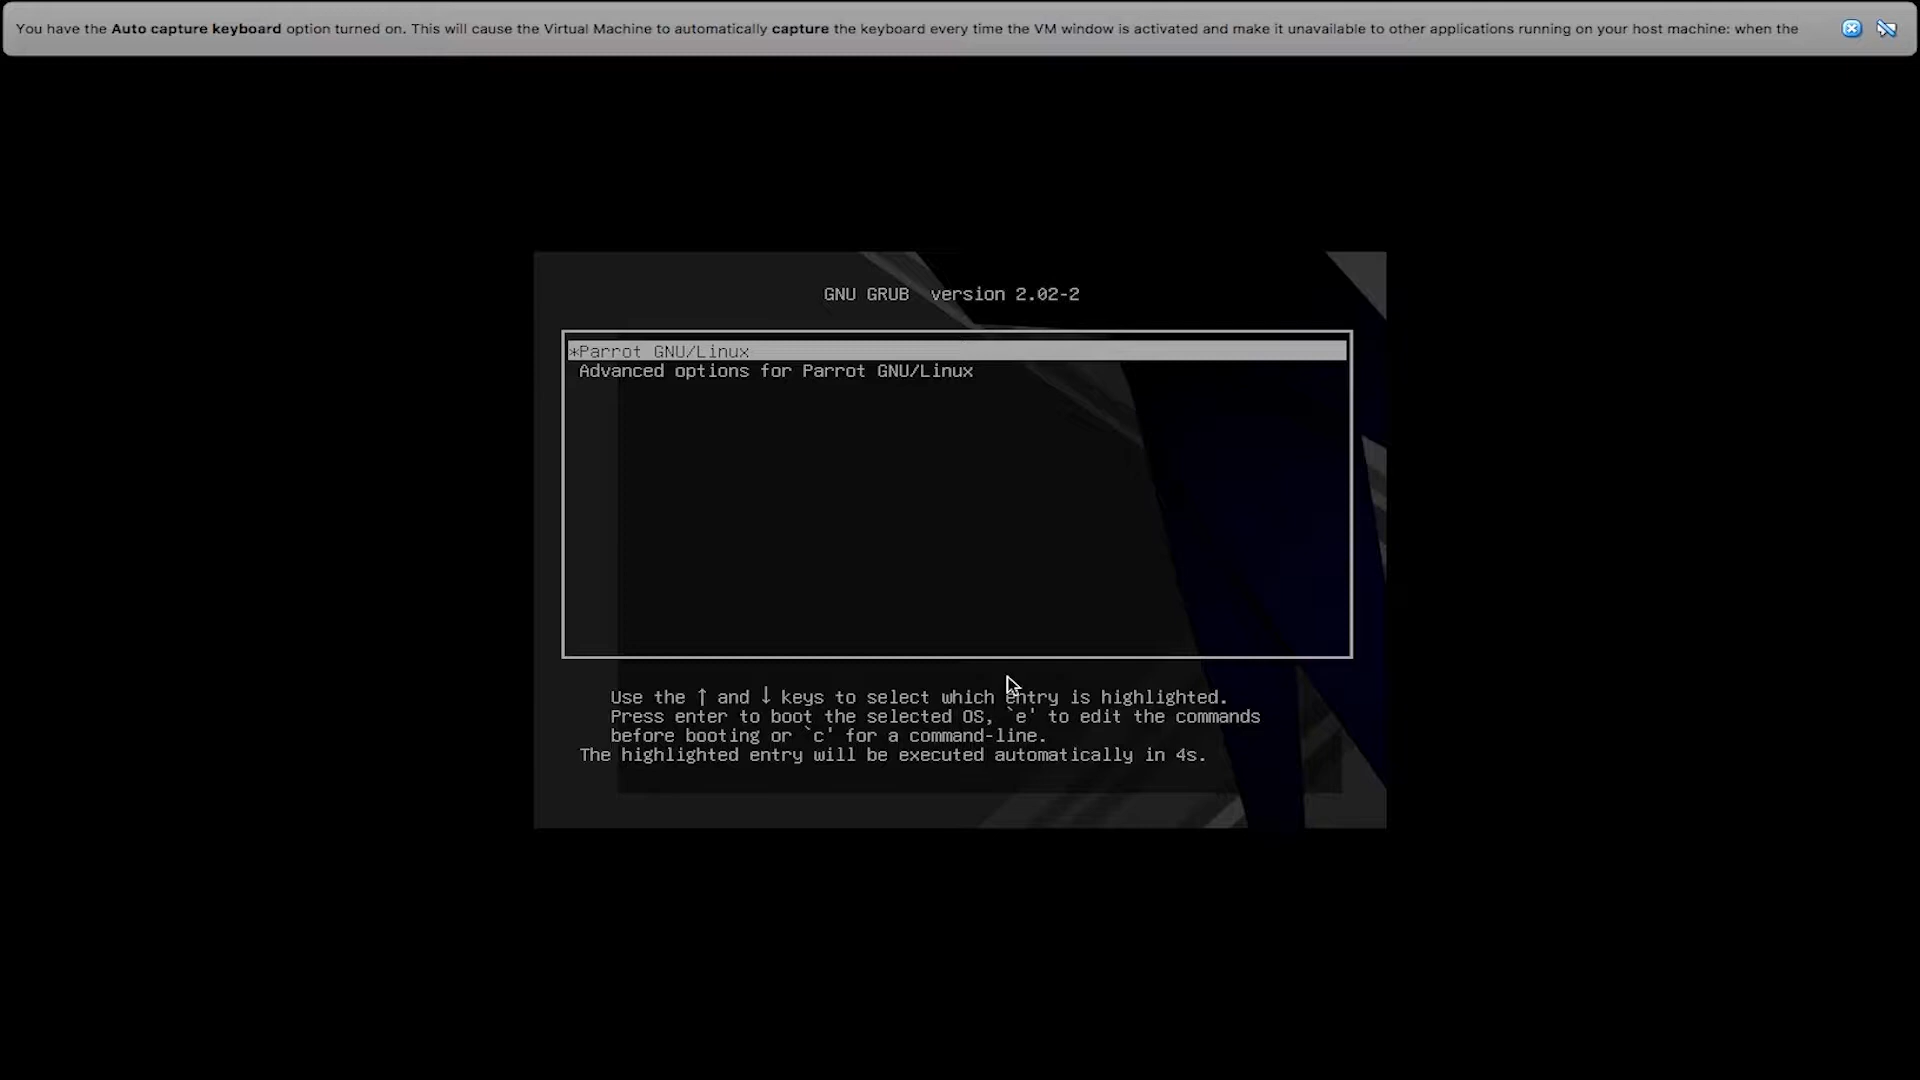 You have the Auto capture keyboard option turned on. This will cause the Virtual Machine to automatically capture the keyboard every time the VM window is activated and make it unavailable to other applications running on your host machine: when the
GNU GRUB  version 2.02-2
*Parrot GNU/Linux
Advanced options for Parrot GNU/Linux
Use the ↑ and ↓ keys to select which entry is highlighted.
Press enter to boot the selected OS, `e' to edit the commands
before booting or `c' for a command-line.
The highlighted entry will be executed automatically in 4s.